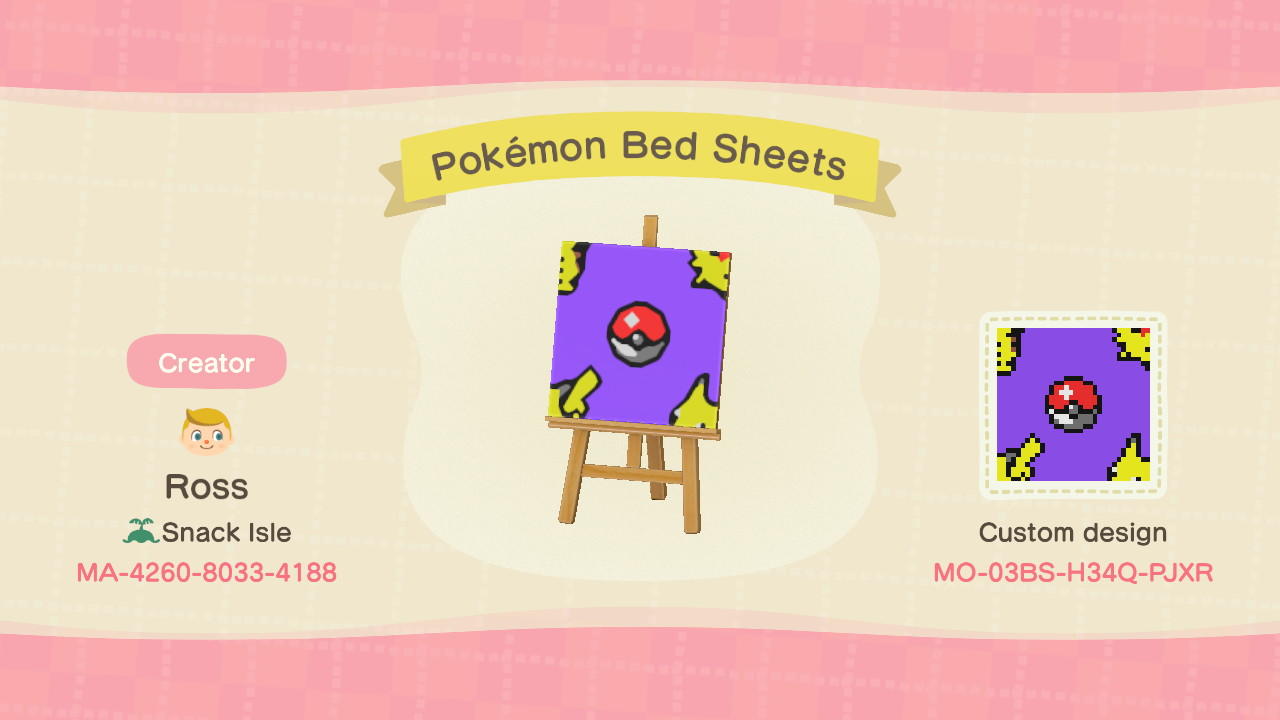 Pokémon Bed Sheets
Creator
Ross
Snack Isle
MA-4260-8033-4188
Custom design
MO-03BS-H34Q-PJXR